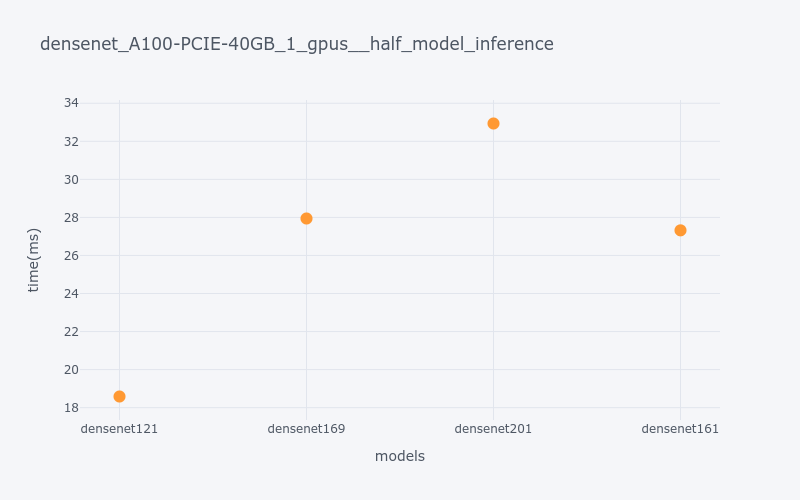 densenet_A100-PCIE-40GB_1_gpus__half_model_inference
34
32
30
28
26
24
22
20
18
time(ms)
densenet121 densenet169 densenet201 densenet161
models